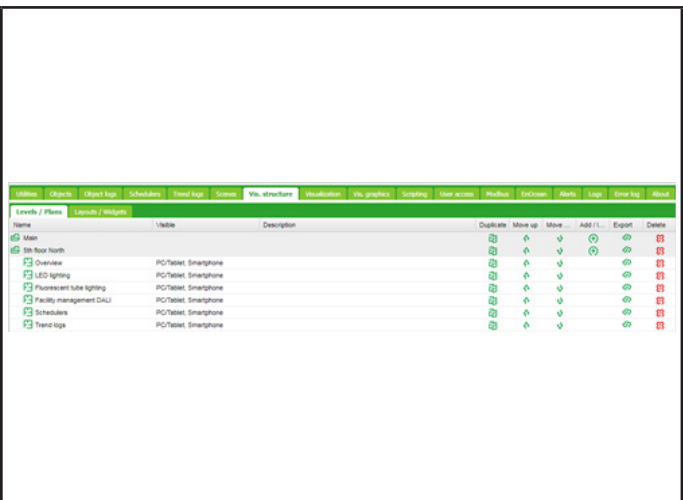 Utilities Objects Object logs Schedulers Trend logs Scenes Vis. structure Visualization Vis. graphics Scripting User access Modbus EnOcean Alerts Logs Error log About
Levels / Plans Layouts / Widgets
Name Visible Description Duplicate Move up Move ... Add / I... Export Delete
Main
5th floor North
Overview PC/Tablet, Smartphone
LED lighting PC/Tablet, Smartphone
Fluorescent tube lighting PC/Tablet, Smartphone
Facility management DALI PC/Tablet, Smartphone
Schedulers PC/Tablet, Smartphone
Trend logs PC/Tablet, Smartphone